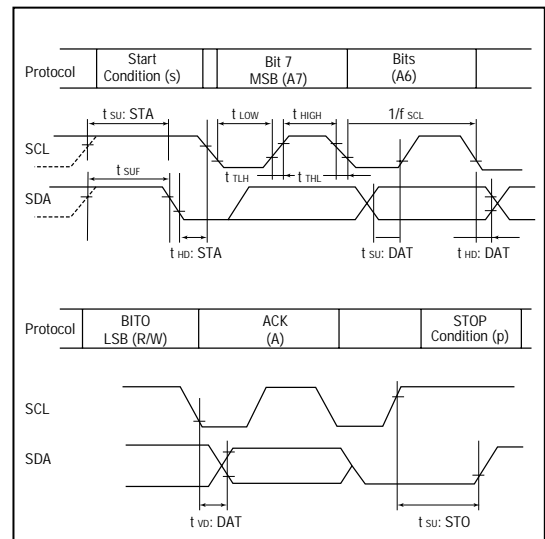 Protocol
Start
Condition (s)
Bit 7
MSB (A7)
Bits
(A6)
t SU: STA
t LOW
t HIGH
1/f SCL
SCL
t SUF
t TLH
t THL
SDA
t HD: STA
t SU: DAT
t HD: DAT
Protocol
BITO
LSB (R/W)
ACK
(A)
STOP
Condition (p)
SCL
SDA
t VD: DAT
t SU: STO